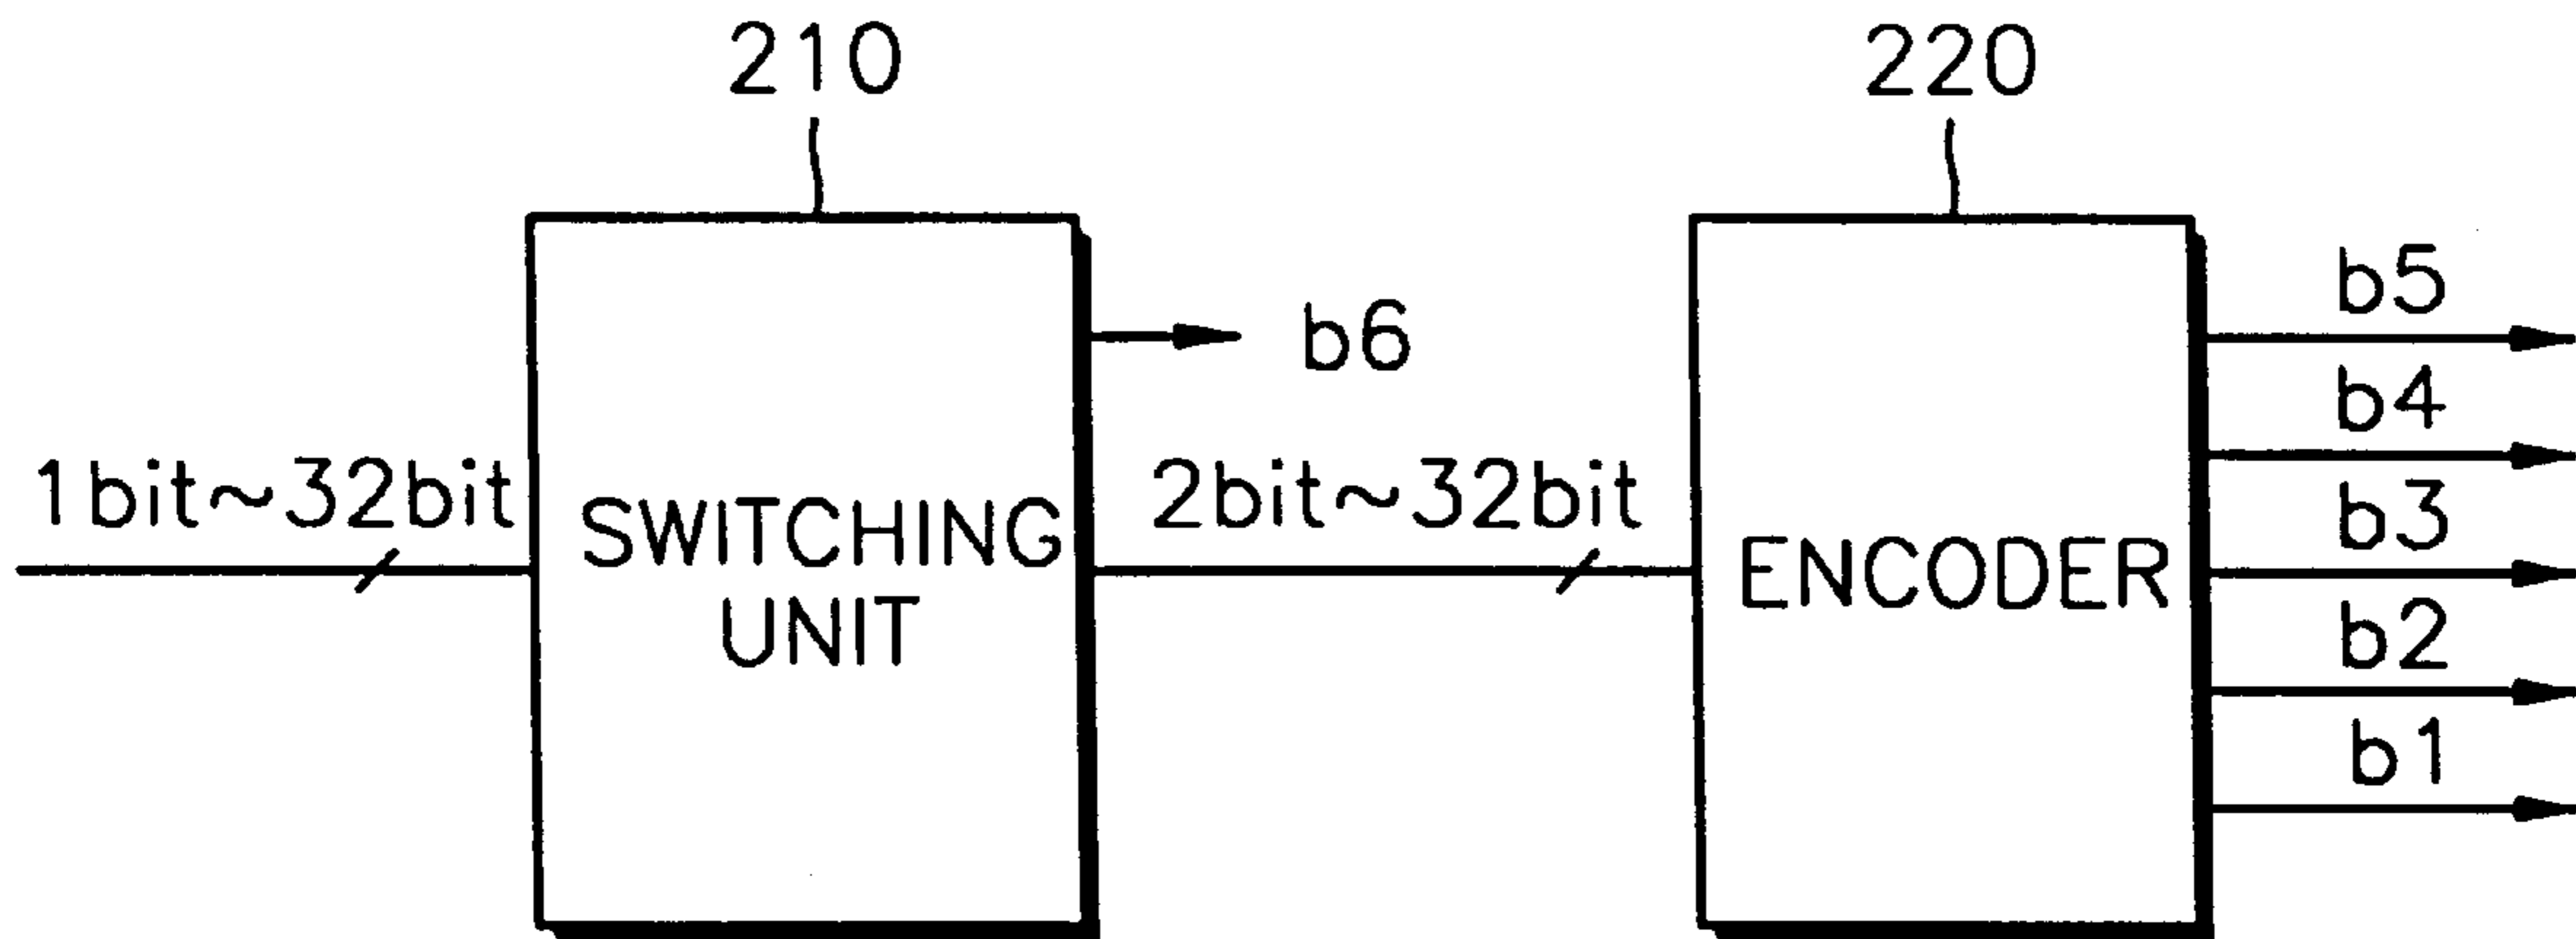 210
220
b6
b5
b4
b3
b2
b1
1bit~32bit
SWITCHING
UNIT
2bit~32bit
ENCODER